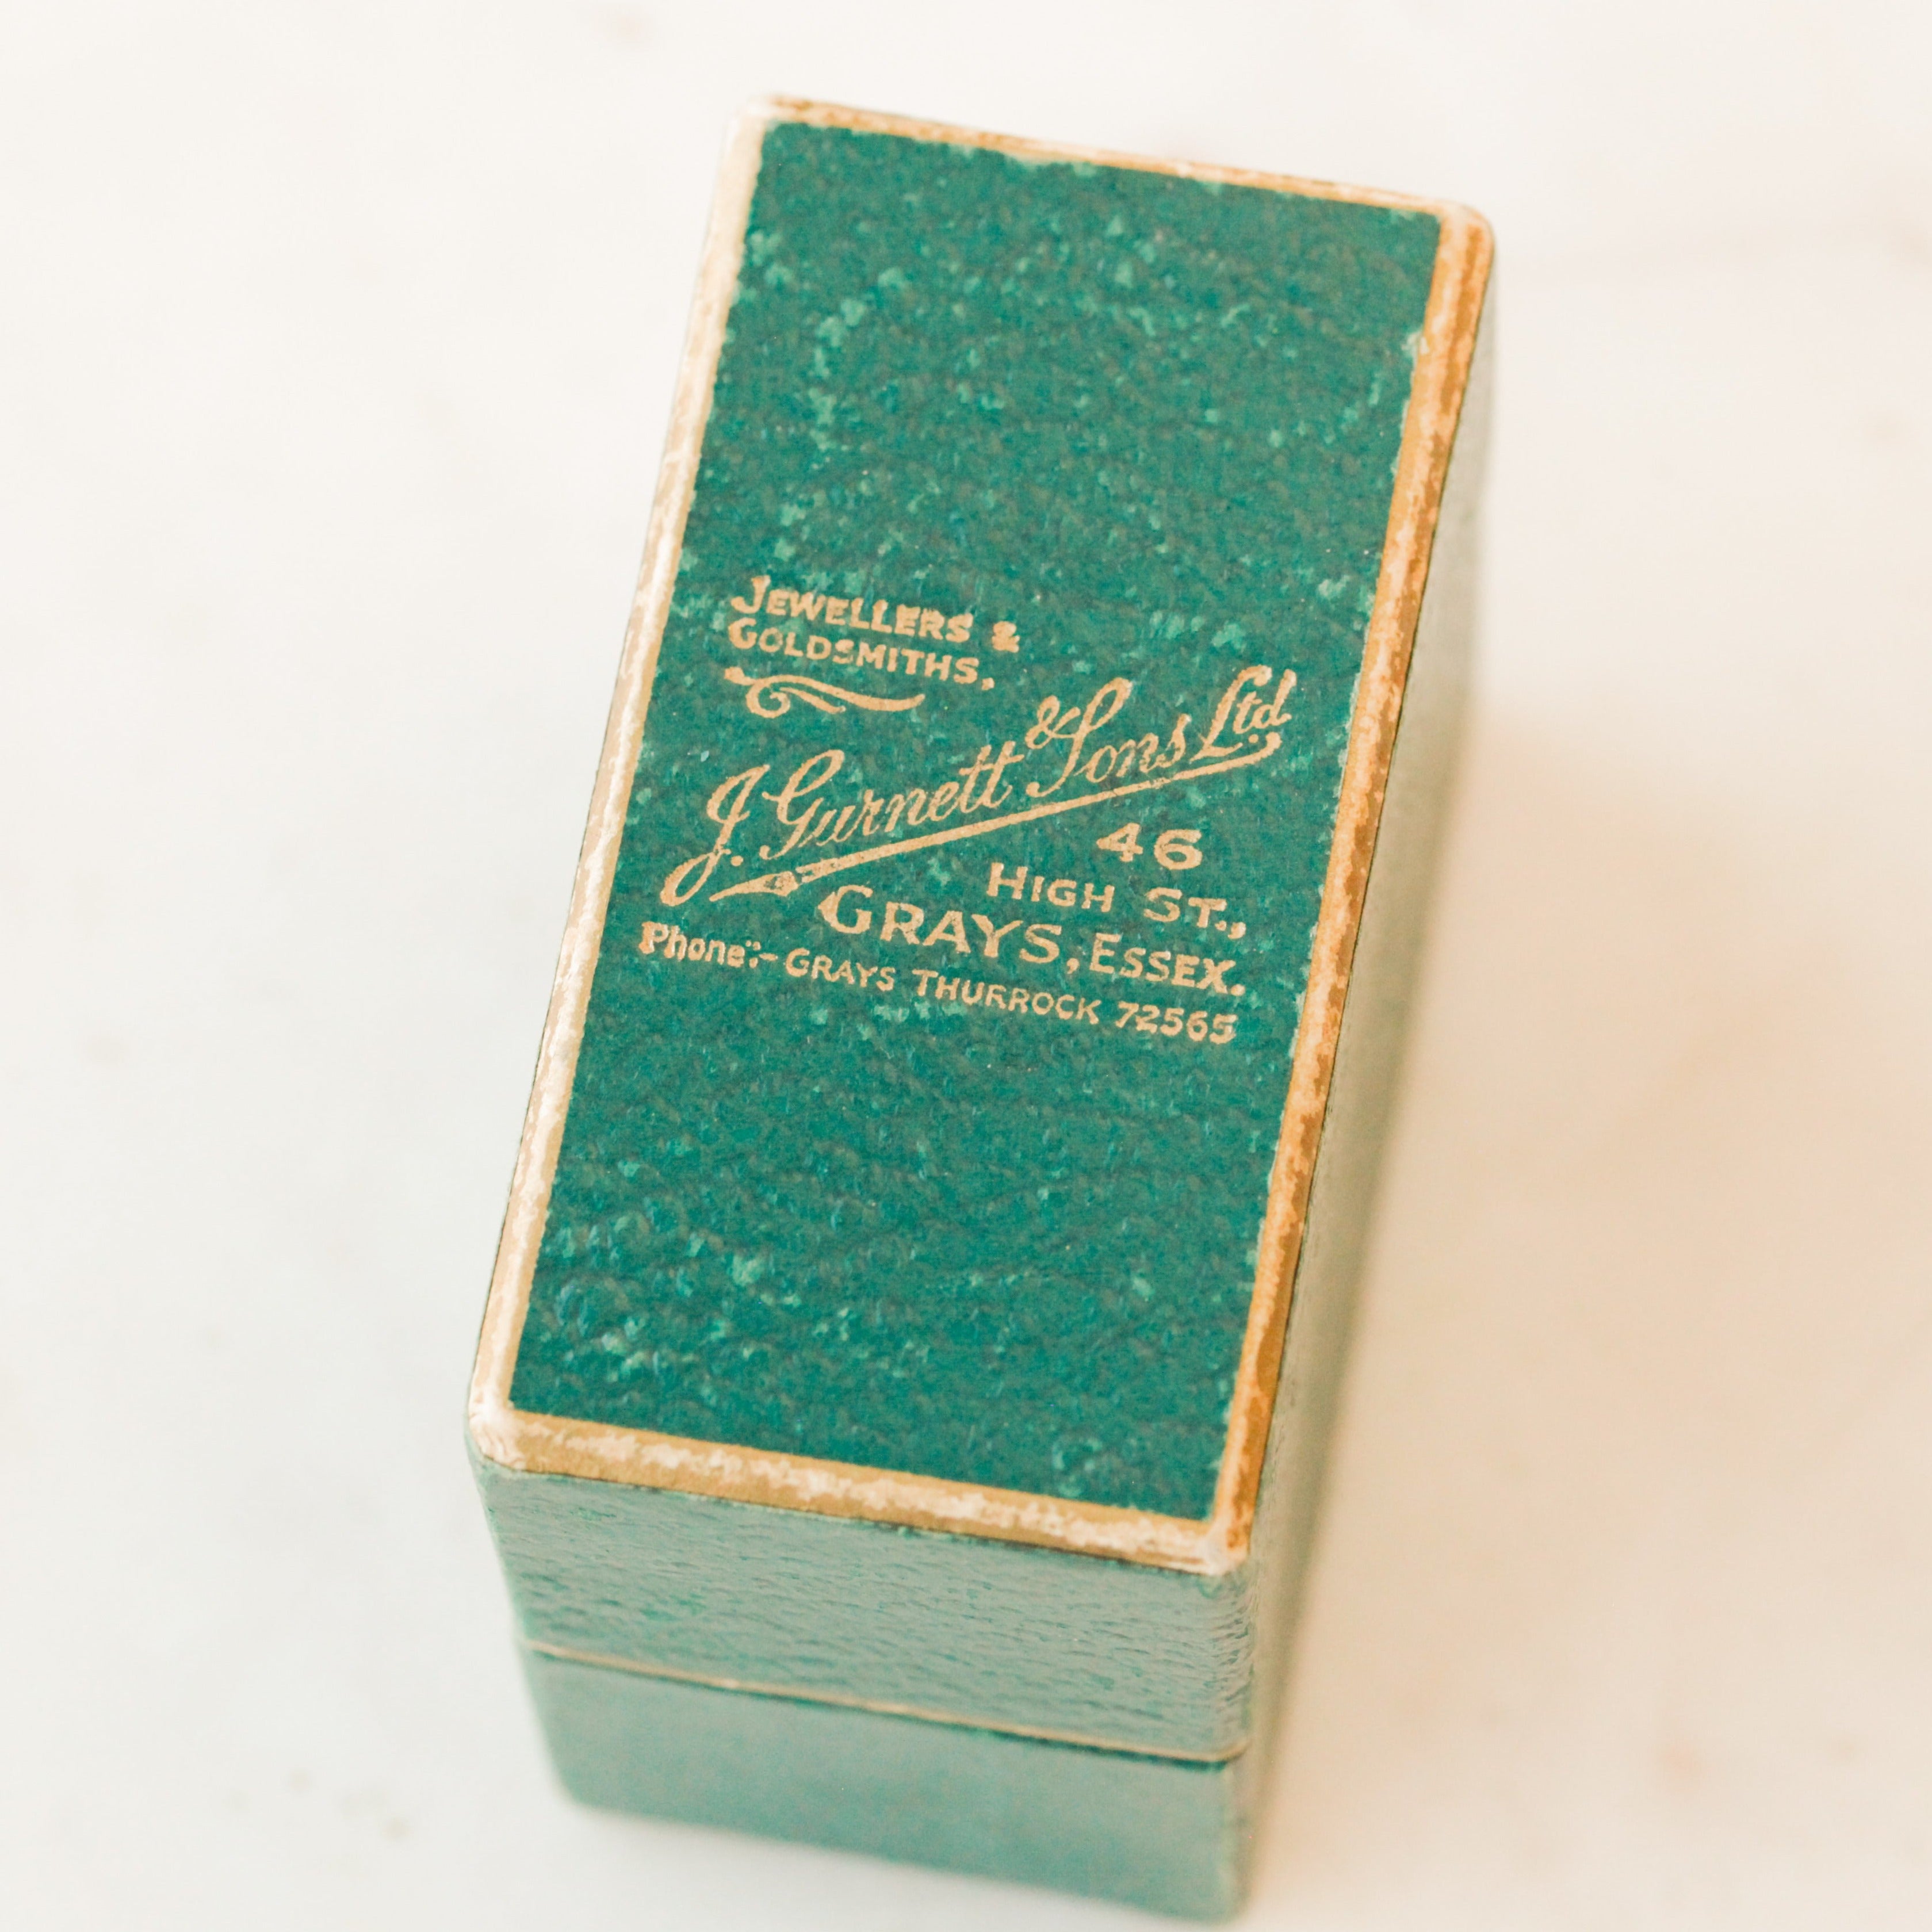 JEWELLERS &
GOLDSMITHS,
J. Gurnett & Sons Ltd.
46
HIGH ST.,
GRAYS, ESSEX.
Phone:- GRAYS THURROCK 72565